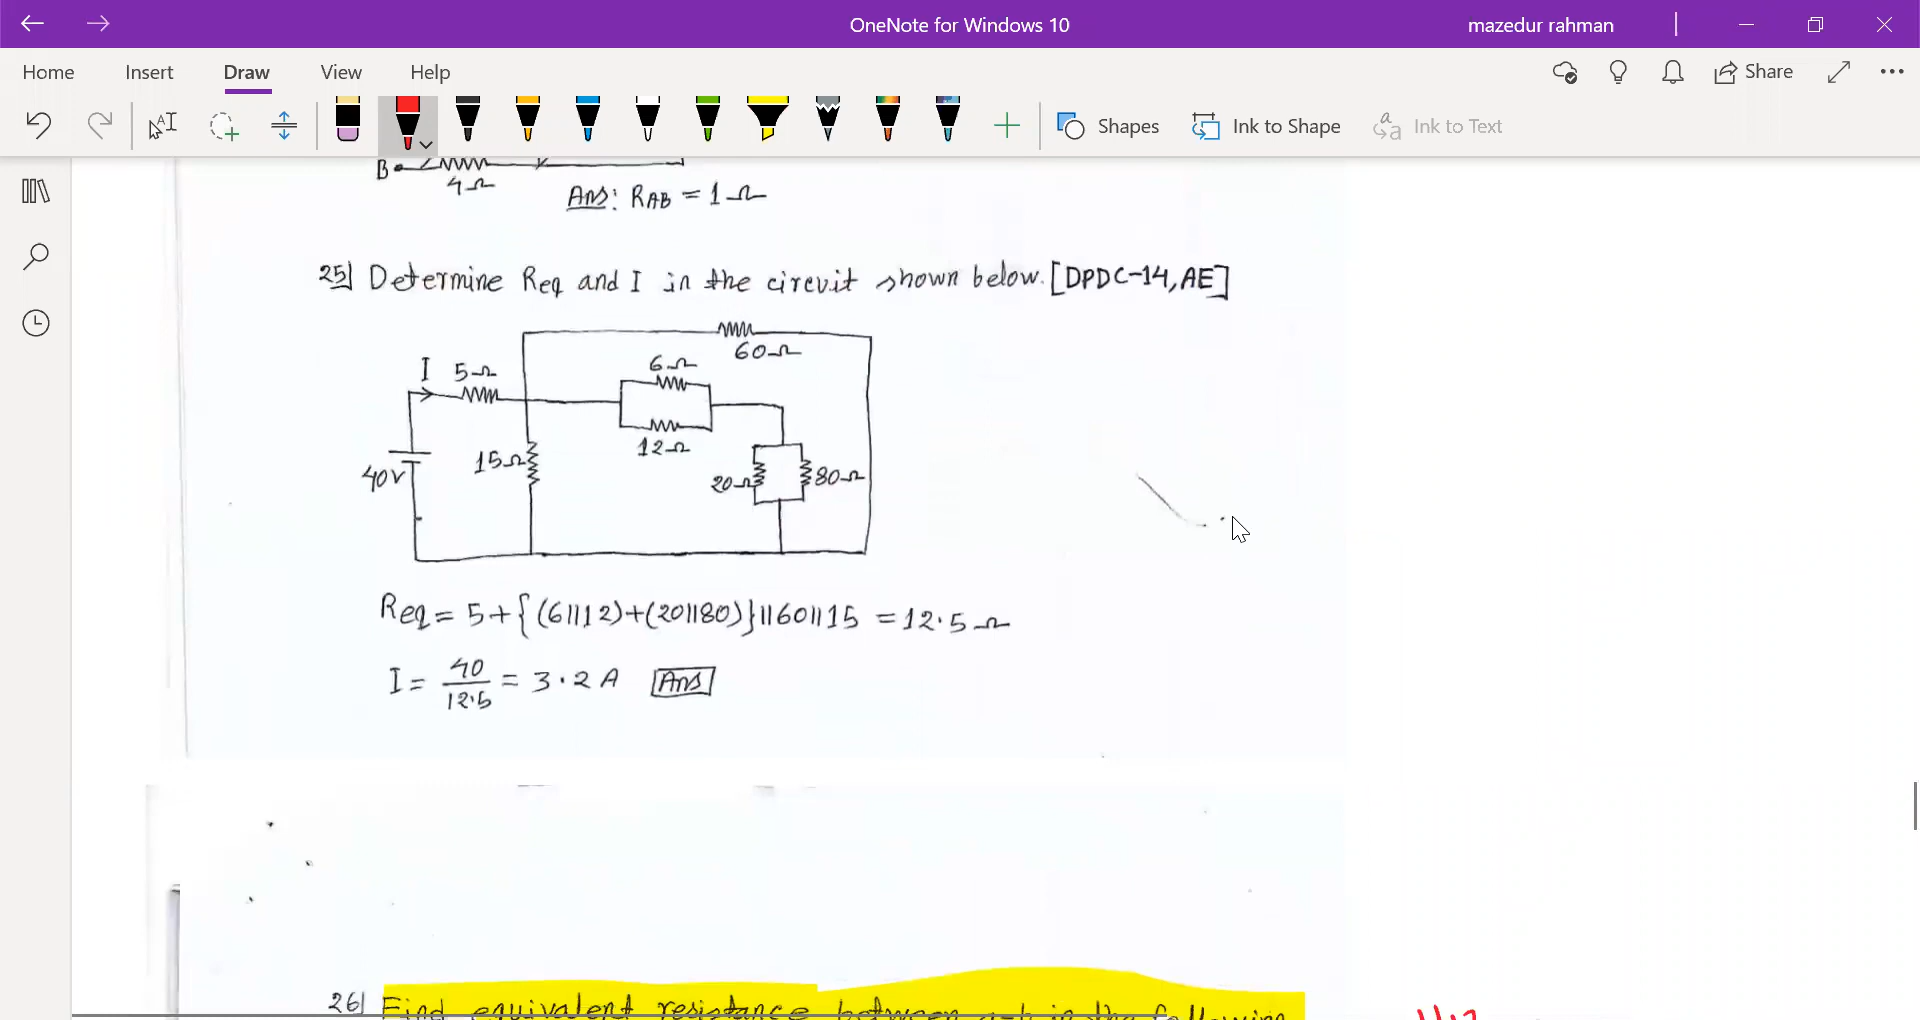 OneNote for Windows 10
mazedur rahman
Home Insert Draw View Help
Share
Shapes Ink to Shape Ink to Text
B
4Ω
Ans: RAB = 1Ω
25] Determine Req and I in the circuit shown below. [DPDC-14, AE]
60Ω
I 5Ω
6Ω
12Ω
15Ω
40V
20Ω
80Ω
Req = 5+{(6||12)+(20||80)}||60||15 = 12.5Ω
I = 40/12.5 = 3.2 A Ans
26] Find equivalent resistance between a-b in the following